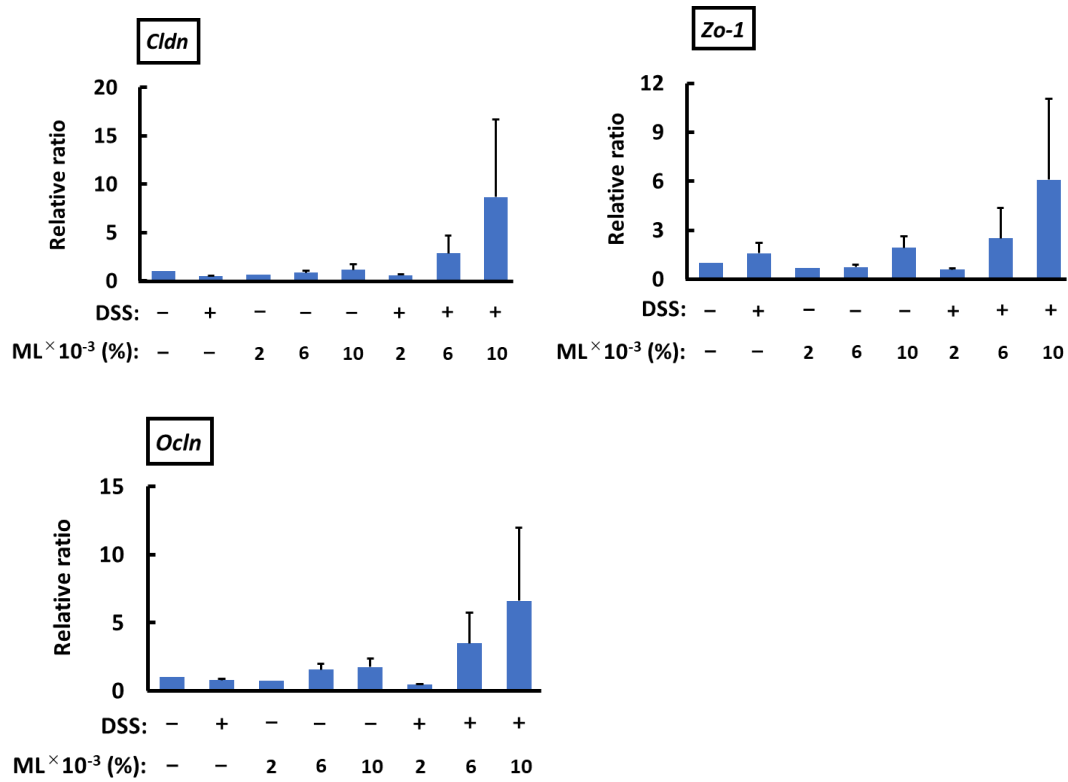 Cldn
20
15
10
5
0
Relative ratio
DSS: − + − − − + + +
ML×10-3 (%): − − 2 6 10 2 6 10
Zo-1
12
9
6
3
0
Relative ratio
DSS: − + − − − + + +
ML×10-3 (%): − − 2 6 10 2 6 10
Ocln
15
10
5
0
Relative ratio
DSS: − + − − − + + +
ML×10-3 (%): − − 2 6 10 2 6 10